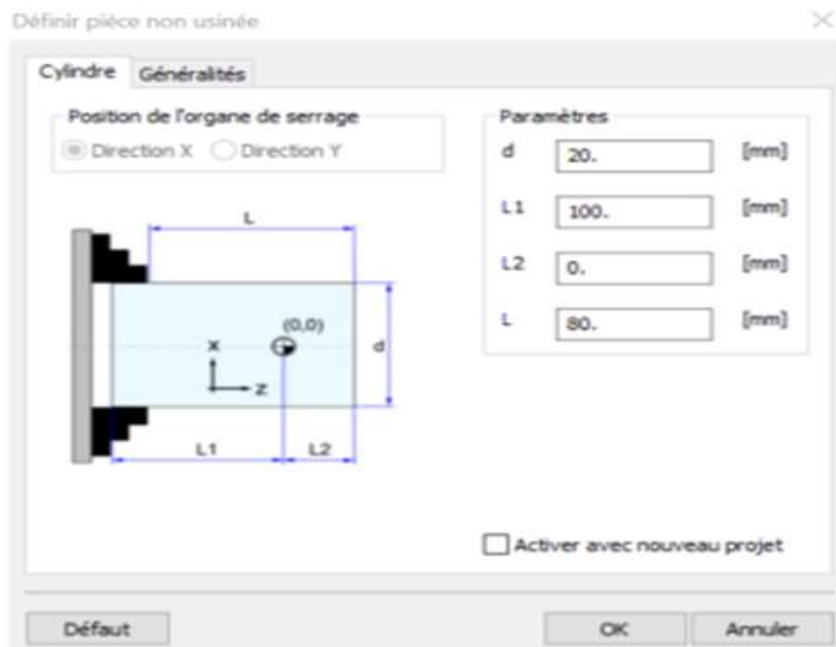 Définir pièce non usinée
Cylindre Généralités
Position de l'organe de serrage
Direction X Direction Y
L
(0,0)
X
Z
d
L1 L2
Paramètres
d 20. [mm]
L1 100. [mm]
L2 0. [mm]
L 80. [mm]
Activer avec nouveau projet
Défaut OK Annuler